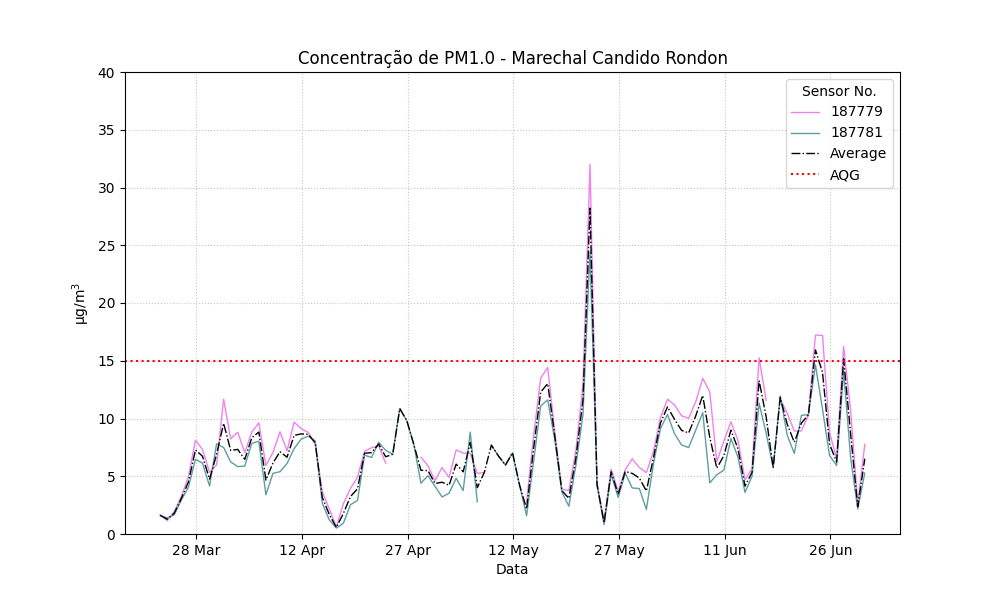 Concentração de PM1.0 - Marechal Candido Rondon
Sensor No.
187779
187781
Average
AQG
40
35
30
25
20
15
10
5
0
µg/m³
28 Mar
12 Apr
27 Apr
12 May
27 May
11 Jun
26 Jun
Data